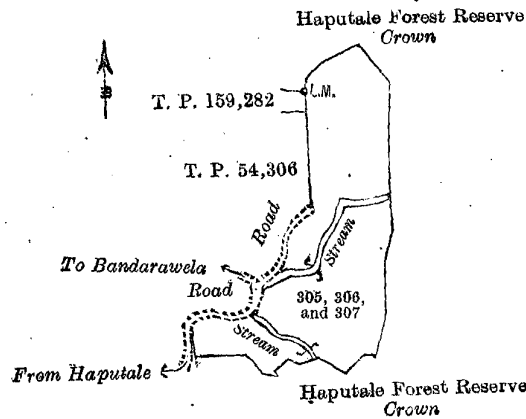 Haputale Forest Reserve
Crown
L.M.
T. P. 159,282
T. P. 54,306
Road
Stream
To Bandarawela
Road
305, 306,
and 307
Stream
From Haputale
Haputale Forest Reserve
Crown